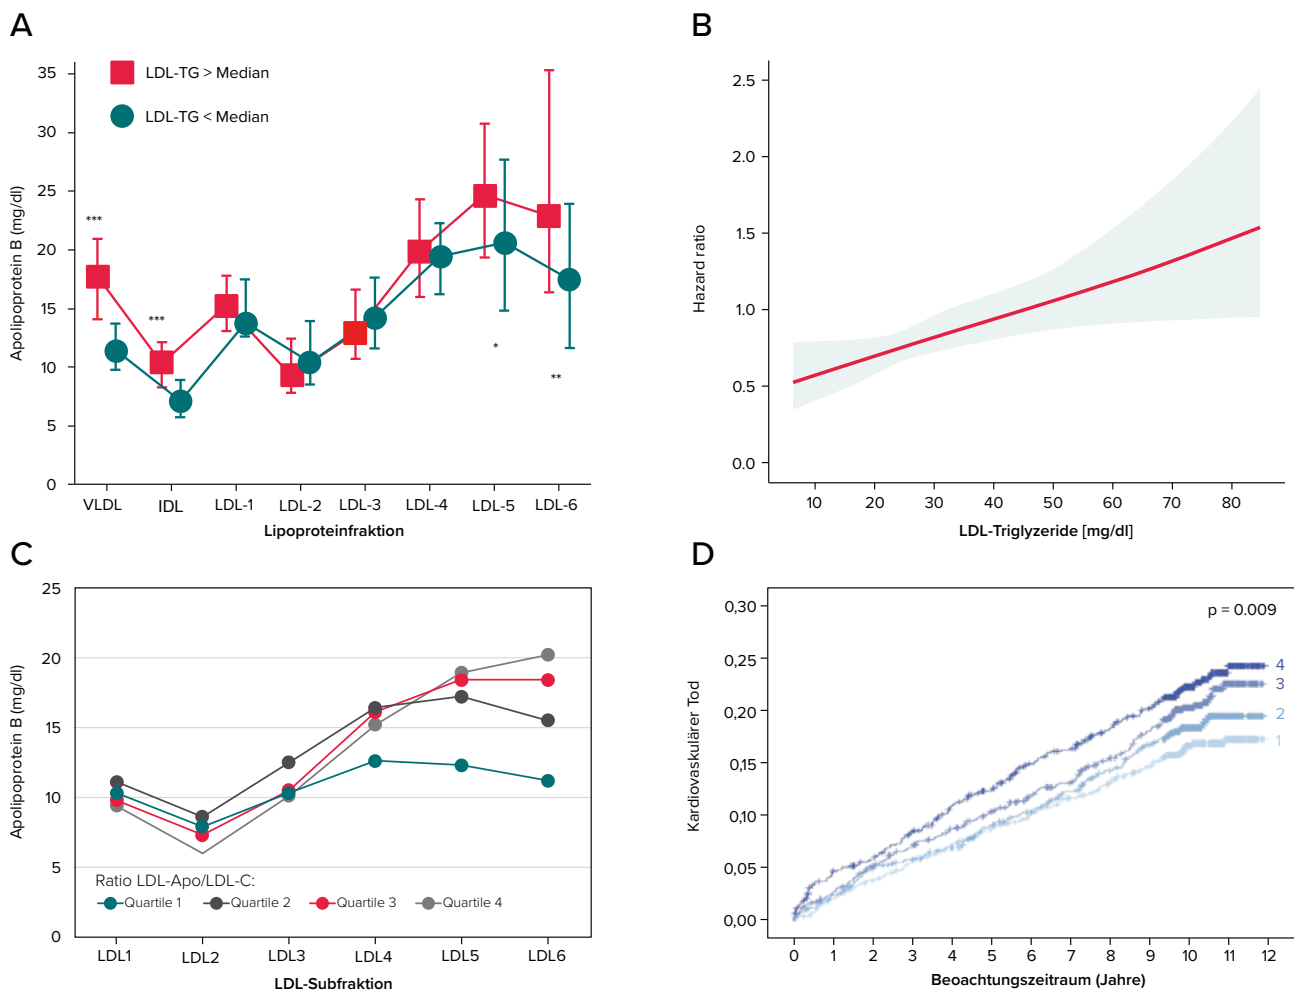 A
35
30
25
20
15
10
5
0
Apolipoprotein B (mg/dl)
LDL-TG > Median
LDL-TG < Median
***
***
*
**
VLDL IDL LDL-1 LDL-2 LDL-3 LDL-4 LDL-5 LDL-6
Lipoproteinfraktion
B
2.5
2.0
1.5
1.0
0.5
0.0
Hazard ratio
10 20 30 40 50 60 70 80
LDL-Triglyzeride [mg/dl]
C
25
20
15
10
5
0
Apolipoprotein B (mg/dl)
Ratio LDL-Apo/LDL-C:
Quartile 1 Quartile 2 Quartile 3 Quartile 4
LDL1 LDL2 LDL3 LDL4 LDL5 LDL6
LDL-Subfraktion
D
0,30
0,25
0,20
0,15
0,10
0,05
0,00
Kardiovaskulärer Tod
p = 0.009
4
3
2
1
0 1 2 3 4 5 6 7 8 9 10 11 12
Beoachtungszeitraum (Jahre)